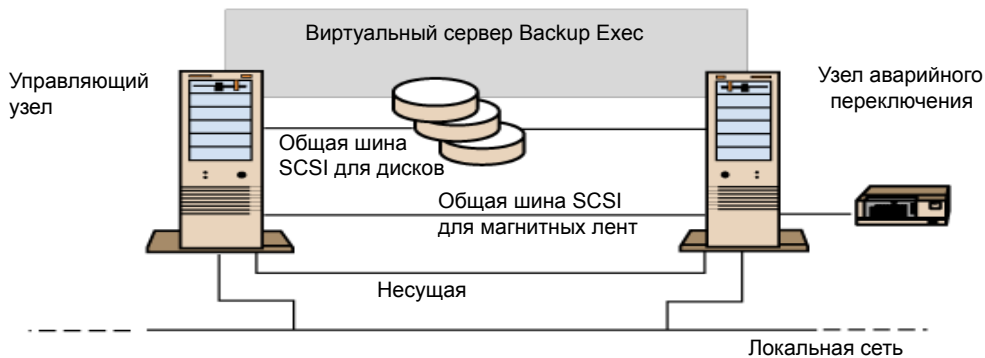 Виртуальный сервер Backup Exec
Управляющий
узел
Узел аварийного
переключения
Общая шина
SCSI для дисков
Общая шина SCSI
для магнитных лент
Несущая
Локальная сеть